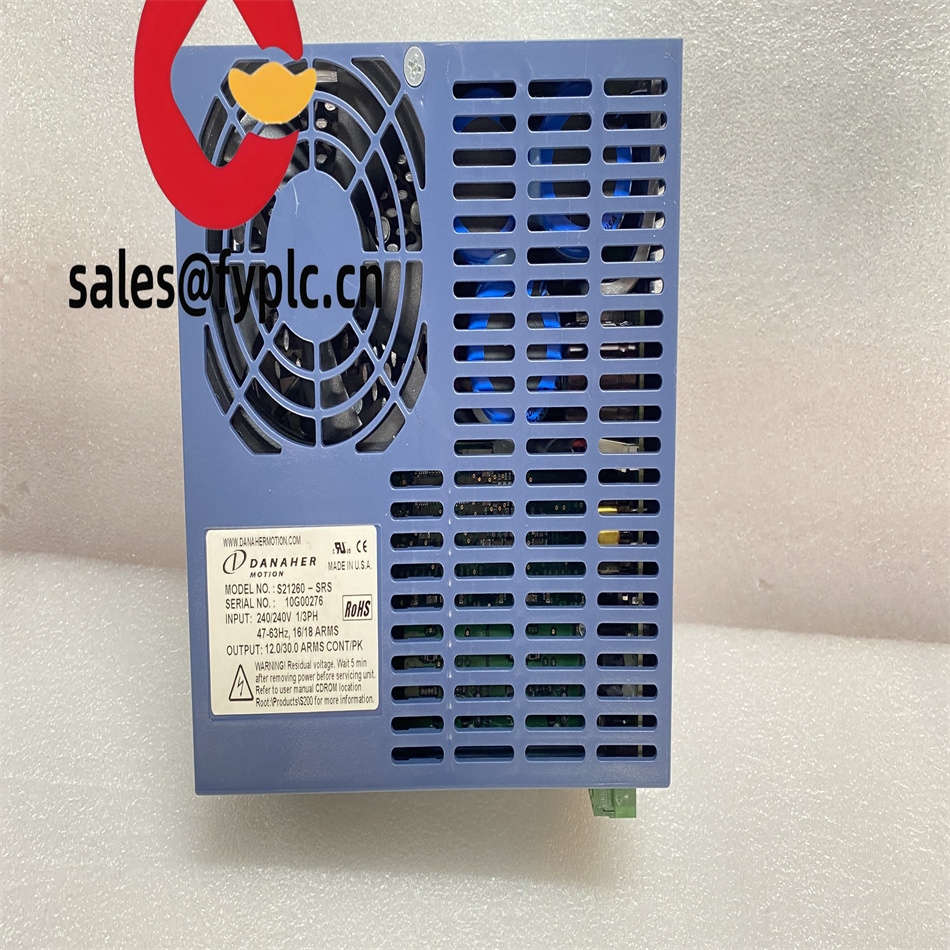 sales@fyplc.cn
WWW.DANAHERMOTION.COM
DANAHER
MOTION
c UL us CE
MADE IN U.S.A.
MODEL NO.: S21260 - SRS
SERIAL NO.: 10G00276
RoHS
INPUT: 240/240V 1/3PH
47-63Hz, 16/18 ARMS
OUTPUT: 12.0/30.0 ARMS CONT/PK
WARNING! Residual voltage. Wait 5 min
after removing power before servicing unit.
Refer to user manual CDROM location
Root:\Products\S200 for more information.